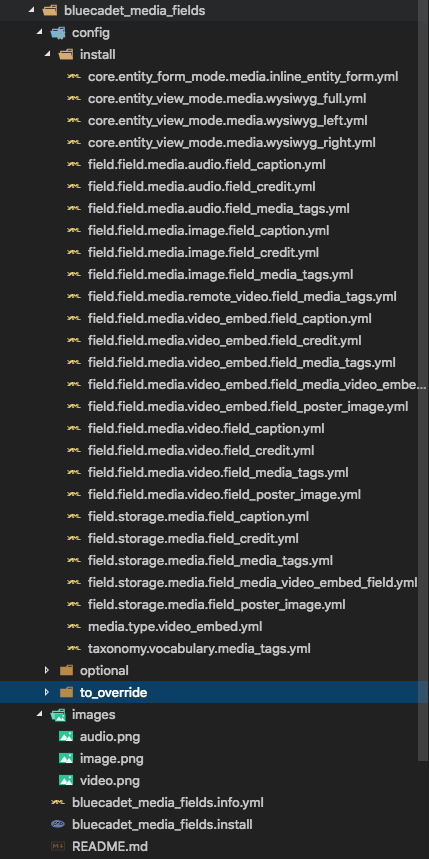 bluecadet_media_fields
config
install
core.entity_form_mode.media.inline_entity_form.yml
core.entity_view_mode.media.wysiwyg_full.yml
core.entity_view_mode.media.wysiwyg_left.yml
core.entity_view_mode.media.wysiwyg_right.yml
field.field.media.audio.field_caption.yml
field.field.media.audio.field_credit.yml
field.field.media.audio.field_media_tags.yml
field.field.media.image.field_caption.yml
field.field.media.image.field_credit.yml
field.field.media.image.field_media_tags.yml
field.field.media.remote_video.field_media_tags.yml
field.field.media.video_embed.field_caption.yml
field.field.media.video_embed.field_credit.yml
field.field.media.video_embed.field_media_tags.yml
field.field.media.video_embed.field_media_video_embe...
field.field.media.video_embed.field_poster_image.yml
field.field.media.video.field_caption.yml
field.field.media.video.field_credit.yml
field.field.media.video.field_media_tags.yml
field.field.media.video.field_poster_image.yml
field.storage.media.field_caption.yml
field.storage.media.field_credit.yml
field.storage.media.field_media_tags.yml
field.storage.media.field_media_video_embed_field.yml
field.storage.media.field_poster_image.yml
media.type.video_embed.yml
taxonomy.vocabulary.media_tags.yml
optional
to_override
images
audio.png
image.png
video.png
bluecadet_media_fields.info.yml
bluecadet_media_fields.install
README.md